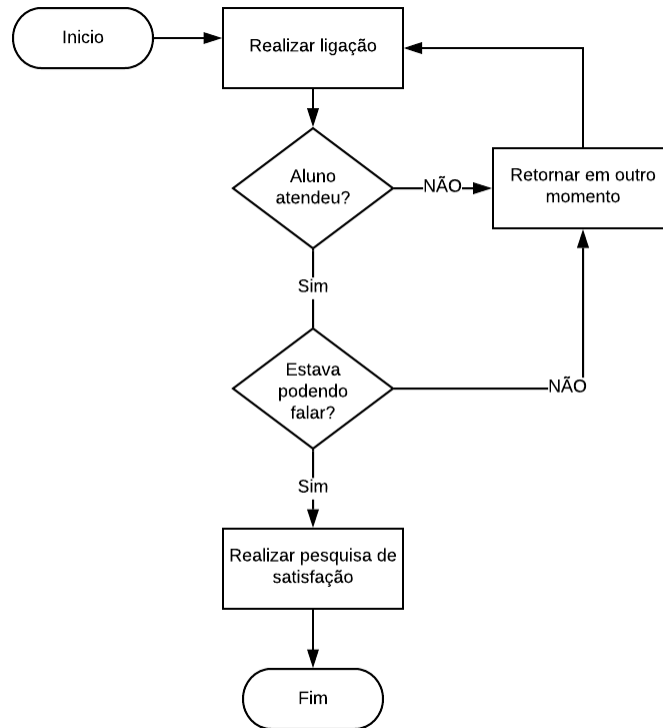 Inicio
Realizar ligação
Aluno
atendeu?
NÃO
Retornar em outro
momento
Sim
Estava
podendo
falar?
NÃO
Sim
Realizar pesquisa de
satisfação
Fim